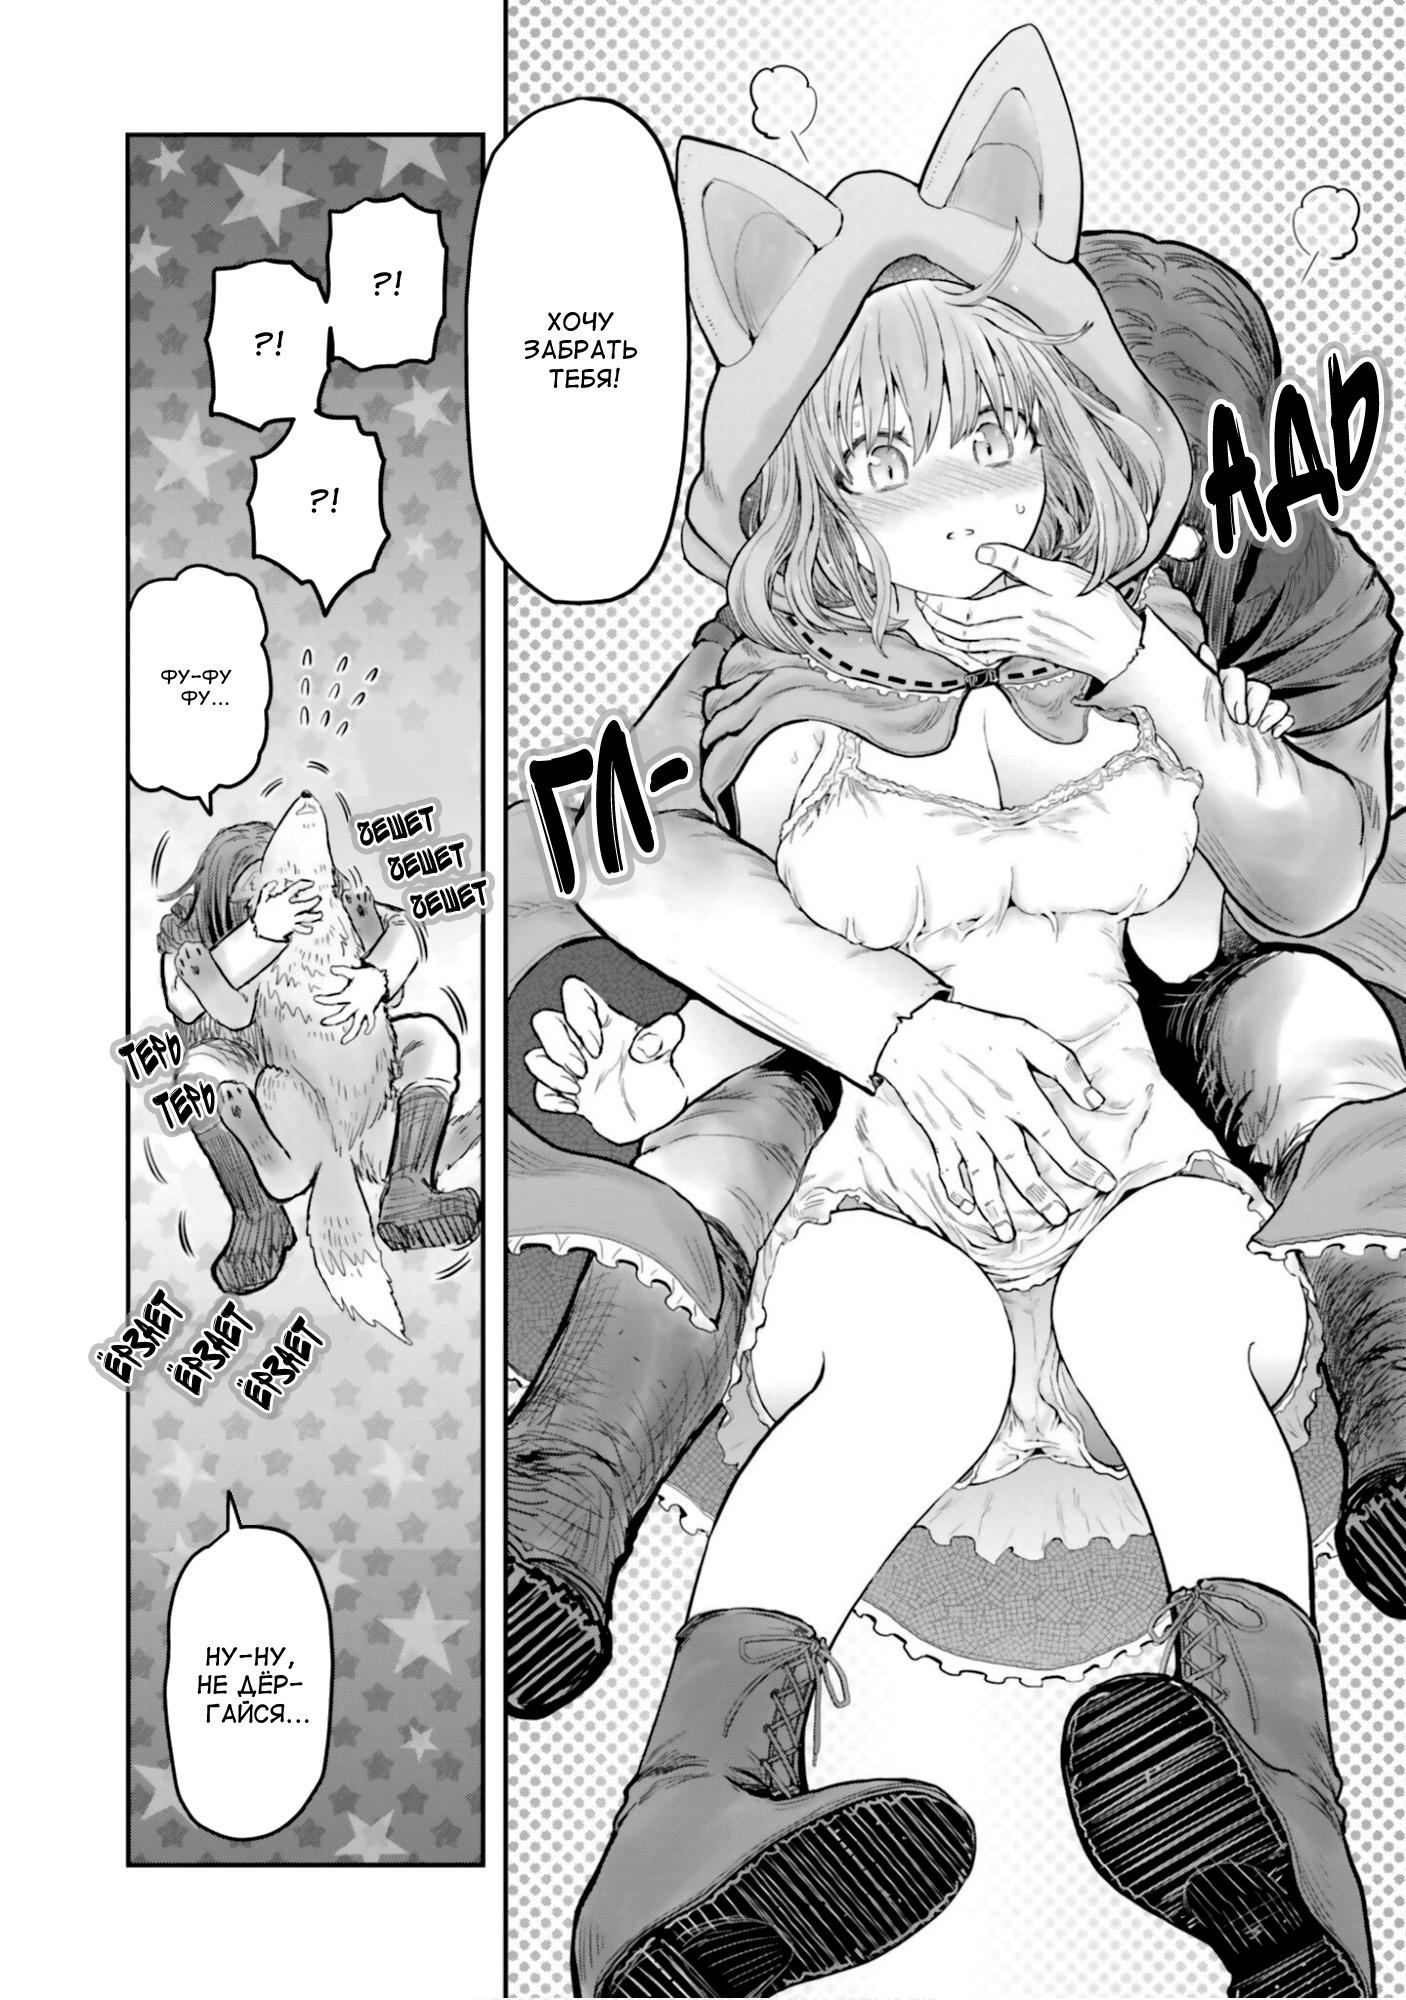 ХОЧУ
ЗАБРАТЬ
ТЕБЯ!
ГЛ-
АДЬ
?!
?!
?!
ФУ-ФУ
ФУ...
ЧЕШЕТ
ЧЕШЕТ
ЧЕШЕТ
ТЕРЬ
ТЕРЬ
ЁРЗАЕТ
ЁРЗАЕТ
ЁРЗАЕТ
НУ-НУ,
НЕ ДЁР-
ГАЙСЯ...